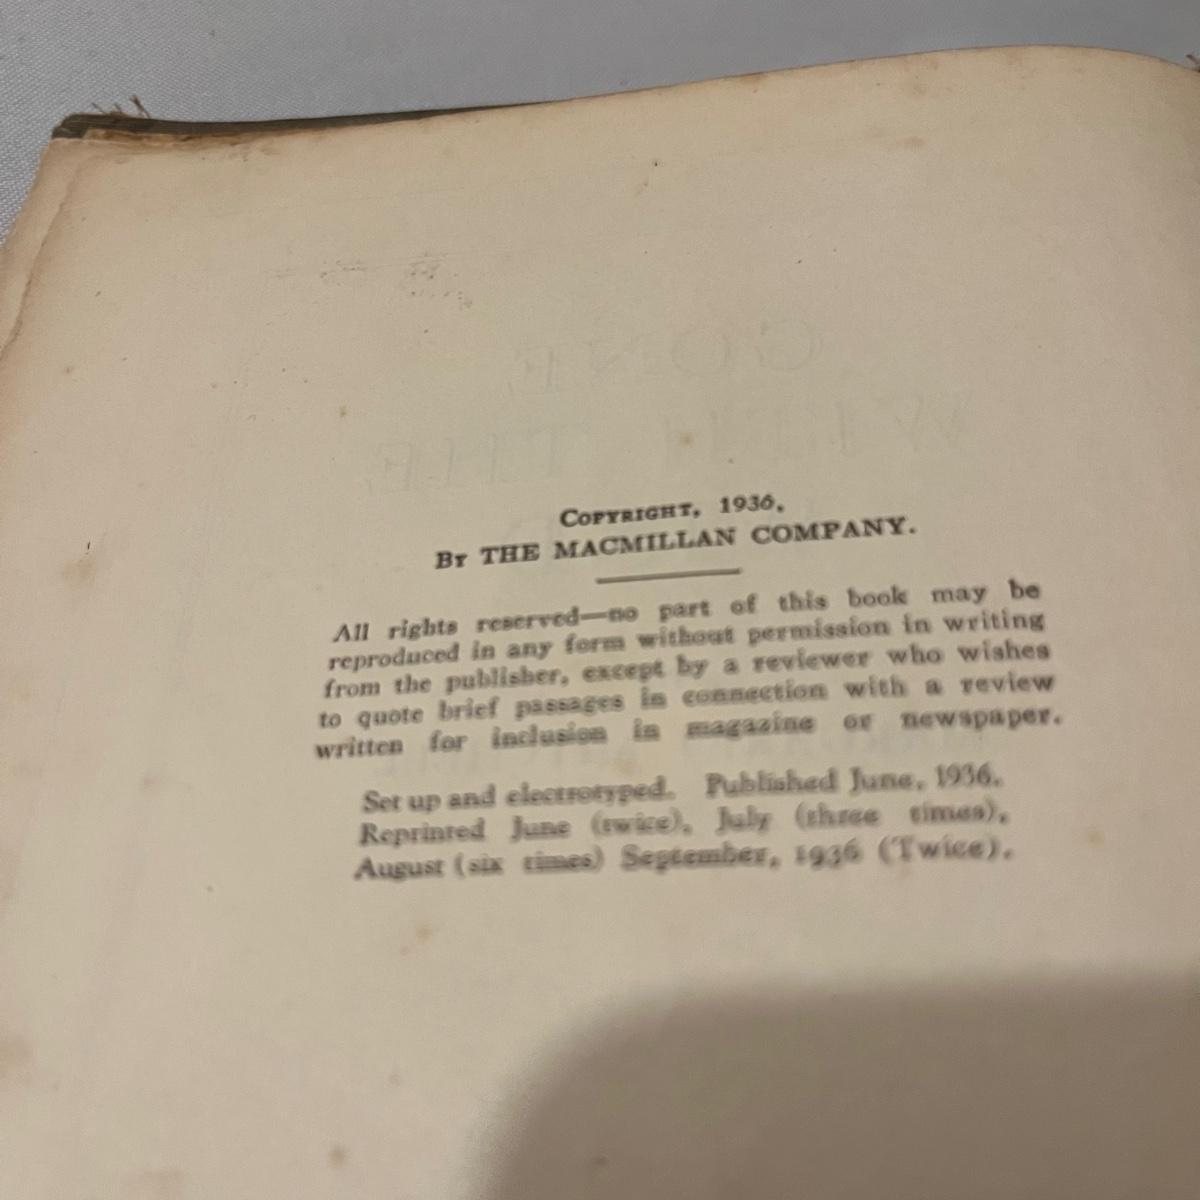 COPYRIGHT, 1936,
BY THE MACMILLAN COMPANY.
All rights reserved—no part of this book may be
reproduced in any form without permission in writing
from the publisher, except by a reviewer who wishes
to quote brief passages in connection with a review
written for inclusion in magazine or newspaper.
Set up and electrotyped. Published June, 1936.
Reprinted June (twice), July (three times),
August (six times) September, 1936 (Twice).